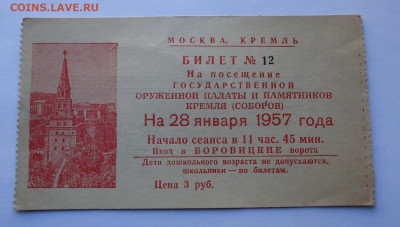 COINS.LAVE.RU
МОСКВА, КРЕМЛЬ
БИЛЕТ № 12
На посещение
ГОСУДАРСТВЕННОЙ
ОРУЖЕННОЙ ПАЛАТЫ И ПАМЯТНИКОВ
КРЕМЛЯ (СОБОРОВ)
На 28 января 1957 года
Начало сеанса в 11 час. 45 мин.
Вход в БОРОВИЦКИЕ ворота
Дети дошкольного возраста не допускаются,
школьники—по билетам.
Цена 3 руб.